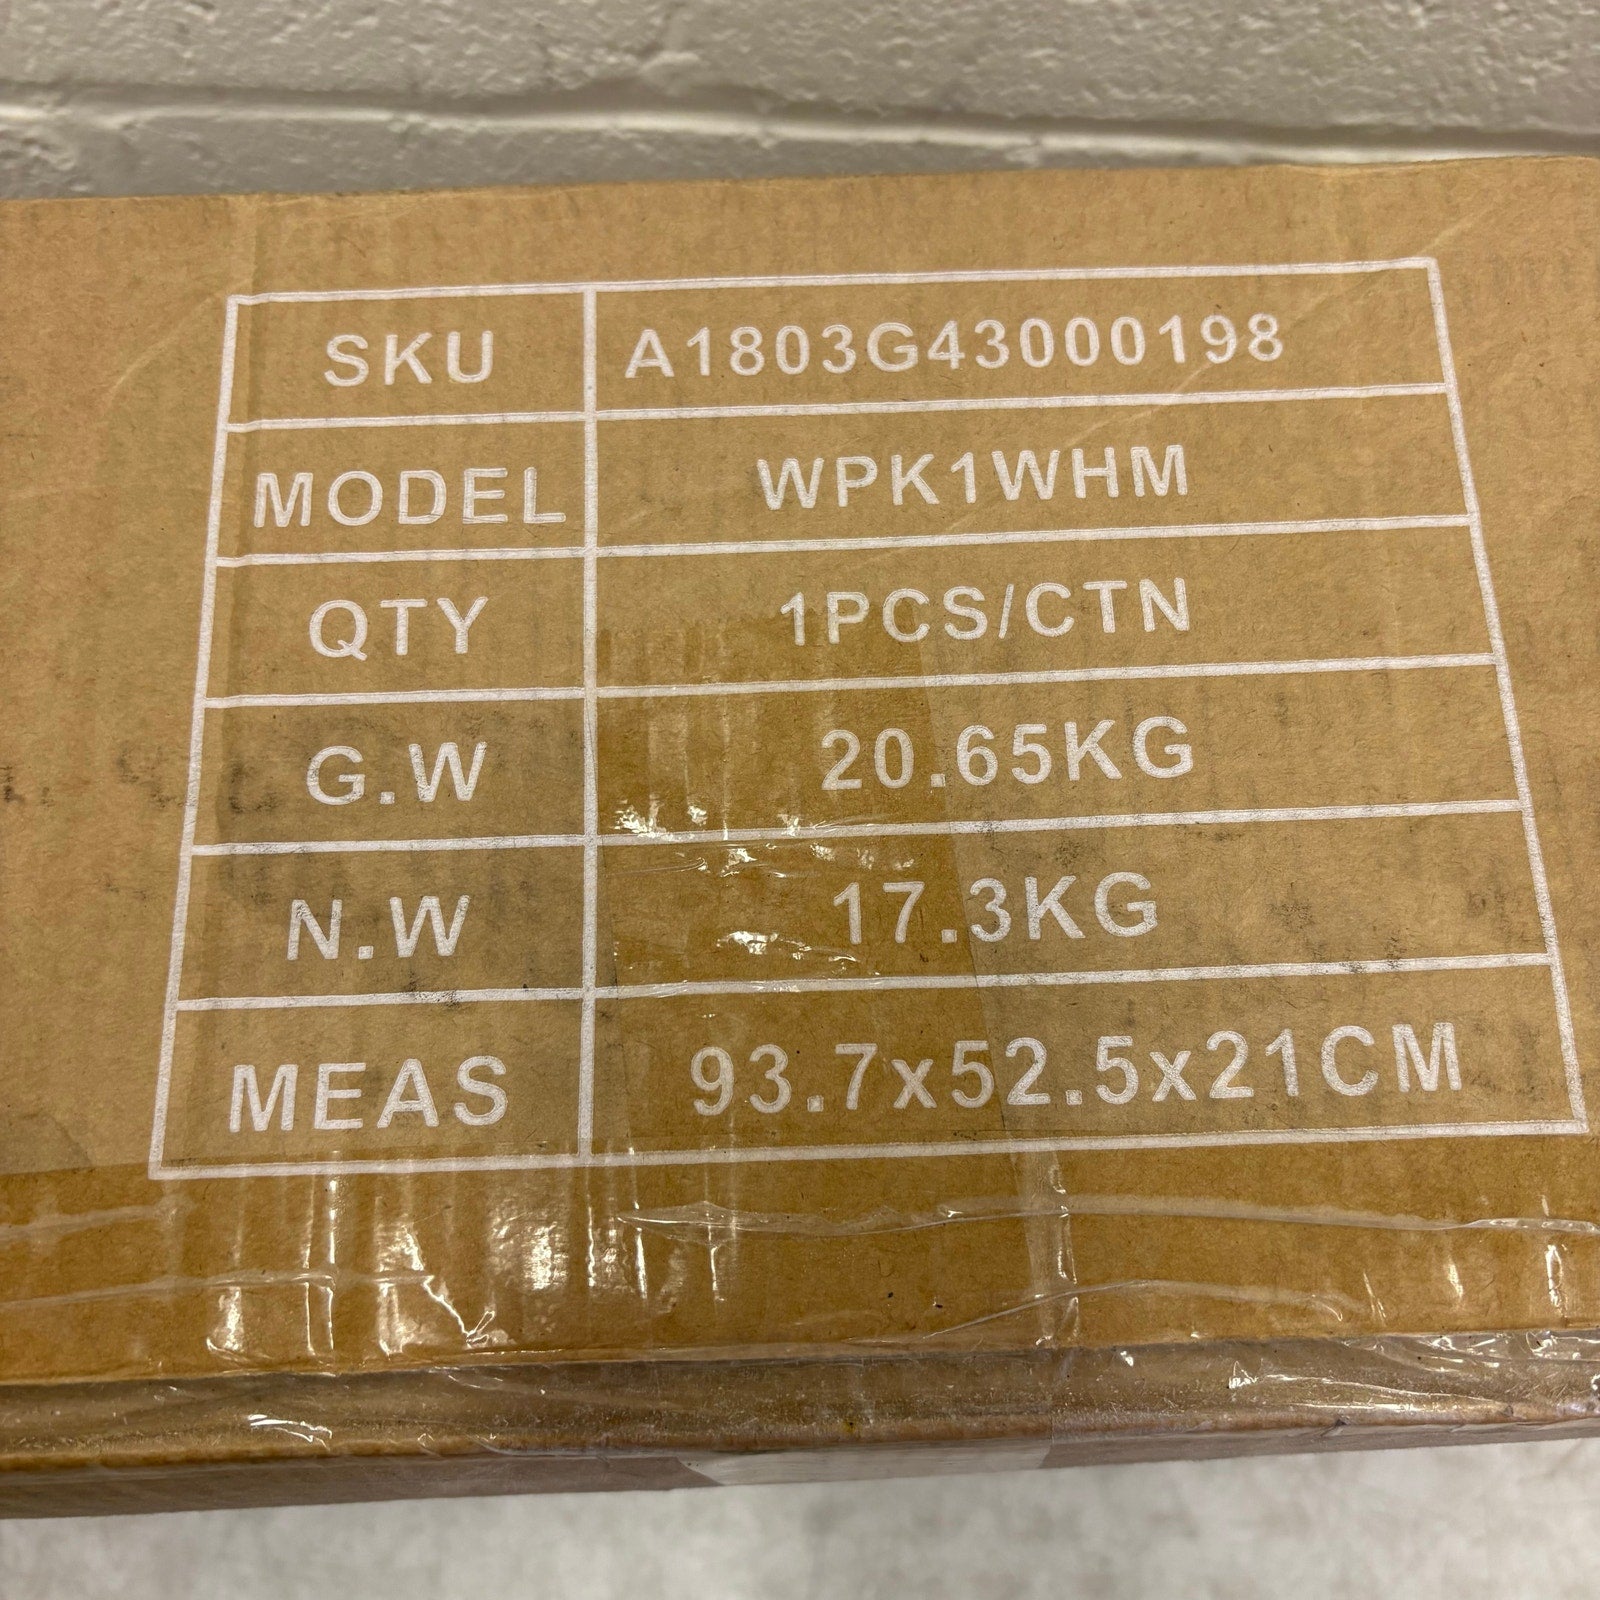 SKU A1803G43000198
MODEL WPK1WHM
QTY 1PCS/CTN
G.W 20.65KG
N.W 17.3KG
MEAS 93.7x52.5x21CM